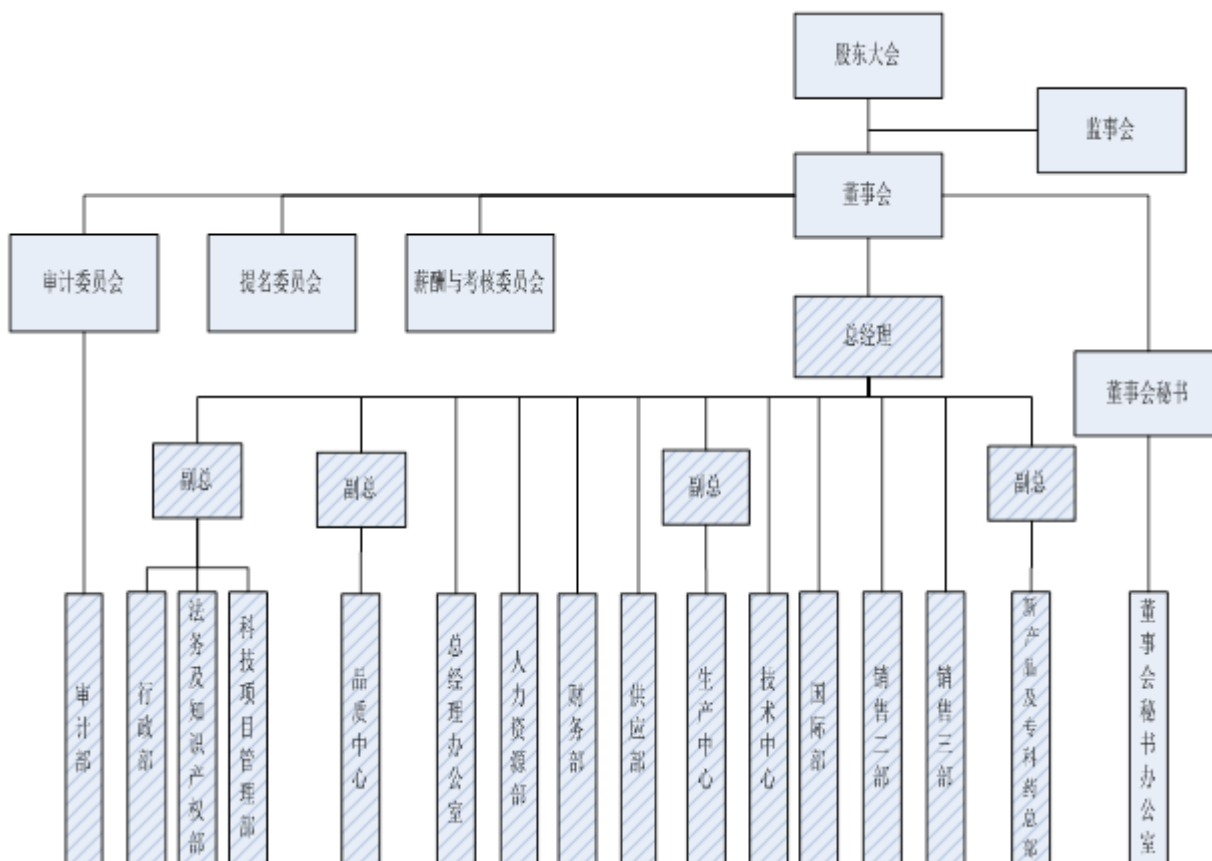 股东大会
监事会
董事会
审计委员会
提名委员会
薪酬与考核委员会
总经理
董事会秘书
副总
副总
副总
副总
审计部
行政部
法务及知识产权部
科技项目管理部
品质中心
总经理办公室
人力资源部
财务部
供应部
生产中心
技术中心
国际部
销售二部
销售三部
新产品及专科药总部
董事会秘书办公室